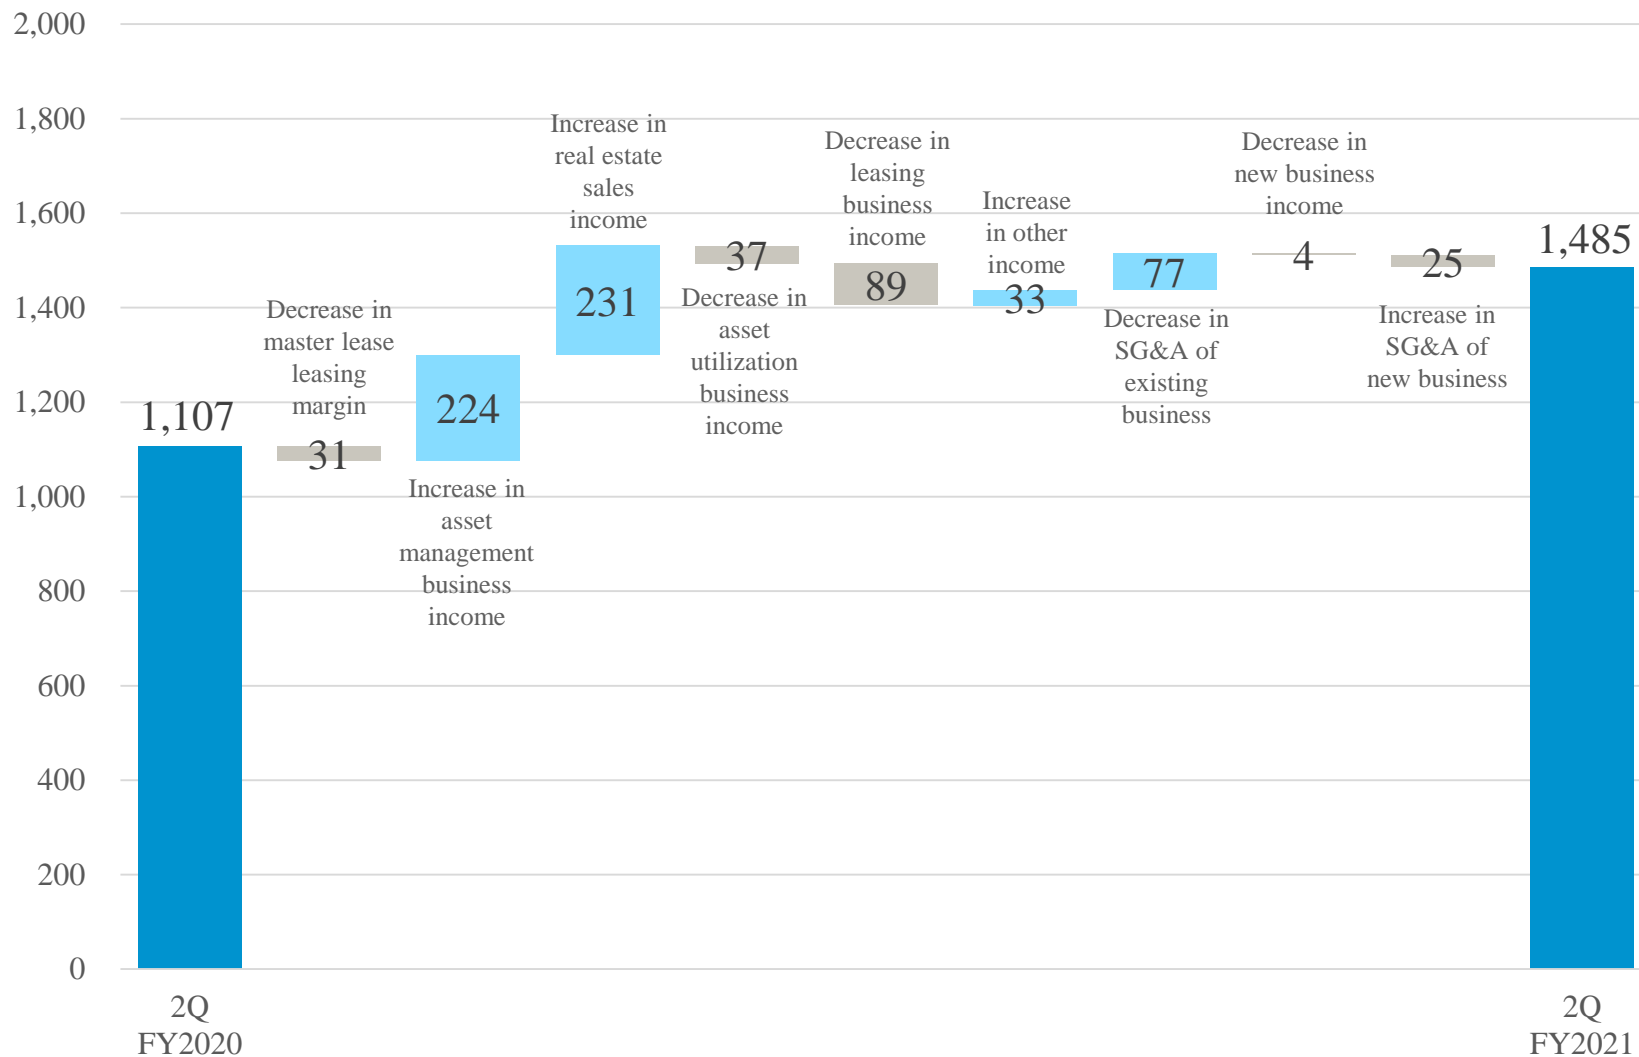 2,000
1,800
1,600
1,400
1,200
1,000
800
600
400
200
0
1,107
Decrease in
master lease
leasing
margin
31
224
Increase in
asset
management
business
income
Increase in
real estate
sales
income
231
37
Decrease in
asset
utilization
business
income
Decrease in
leasing
business
income
89
Increase
in other
income
33
77
Decrease in
SG&A of
existing
business
Decrease in
new business
income
4
25
Increase in
SG&A of
new business
1,485
2Q
FY2020
2Q
FY2021